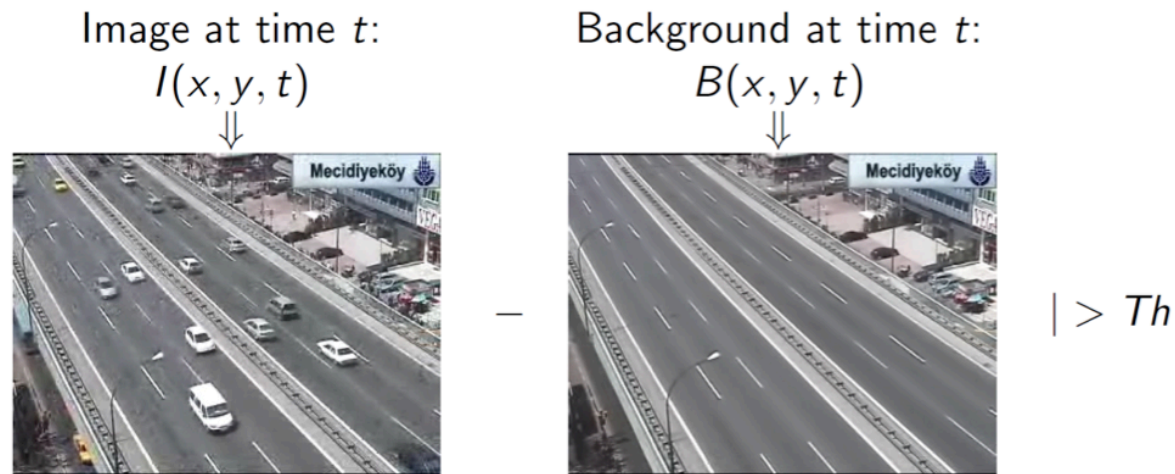 Image at time t:
I(x, y, t)
⇓
Background at time t:
B(x, y, t)
⇓
Mecidiyeköy
Mecidiyeköy
− | > Th